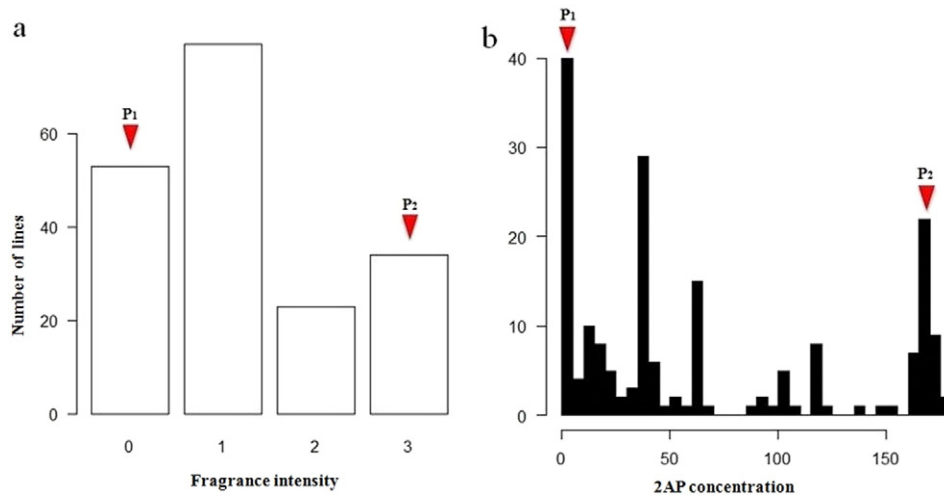 a
P1
P2
60
40
20
0
Number of lines
0 1 2 3
Fragrance intensity
b
P1
P2
40
30
20
10
0
0 50 100 150
2AP concentration